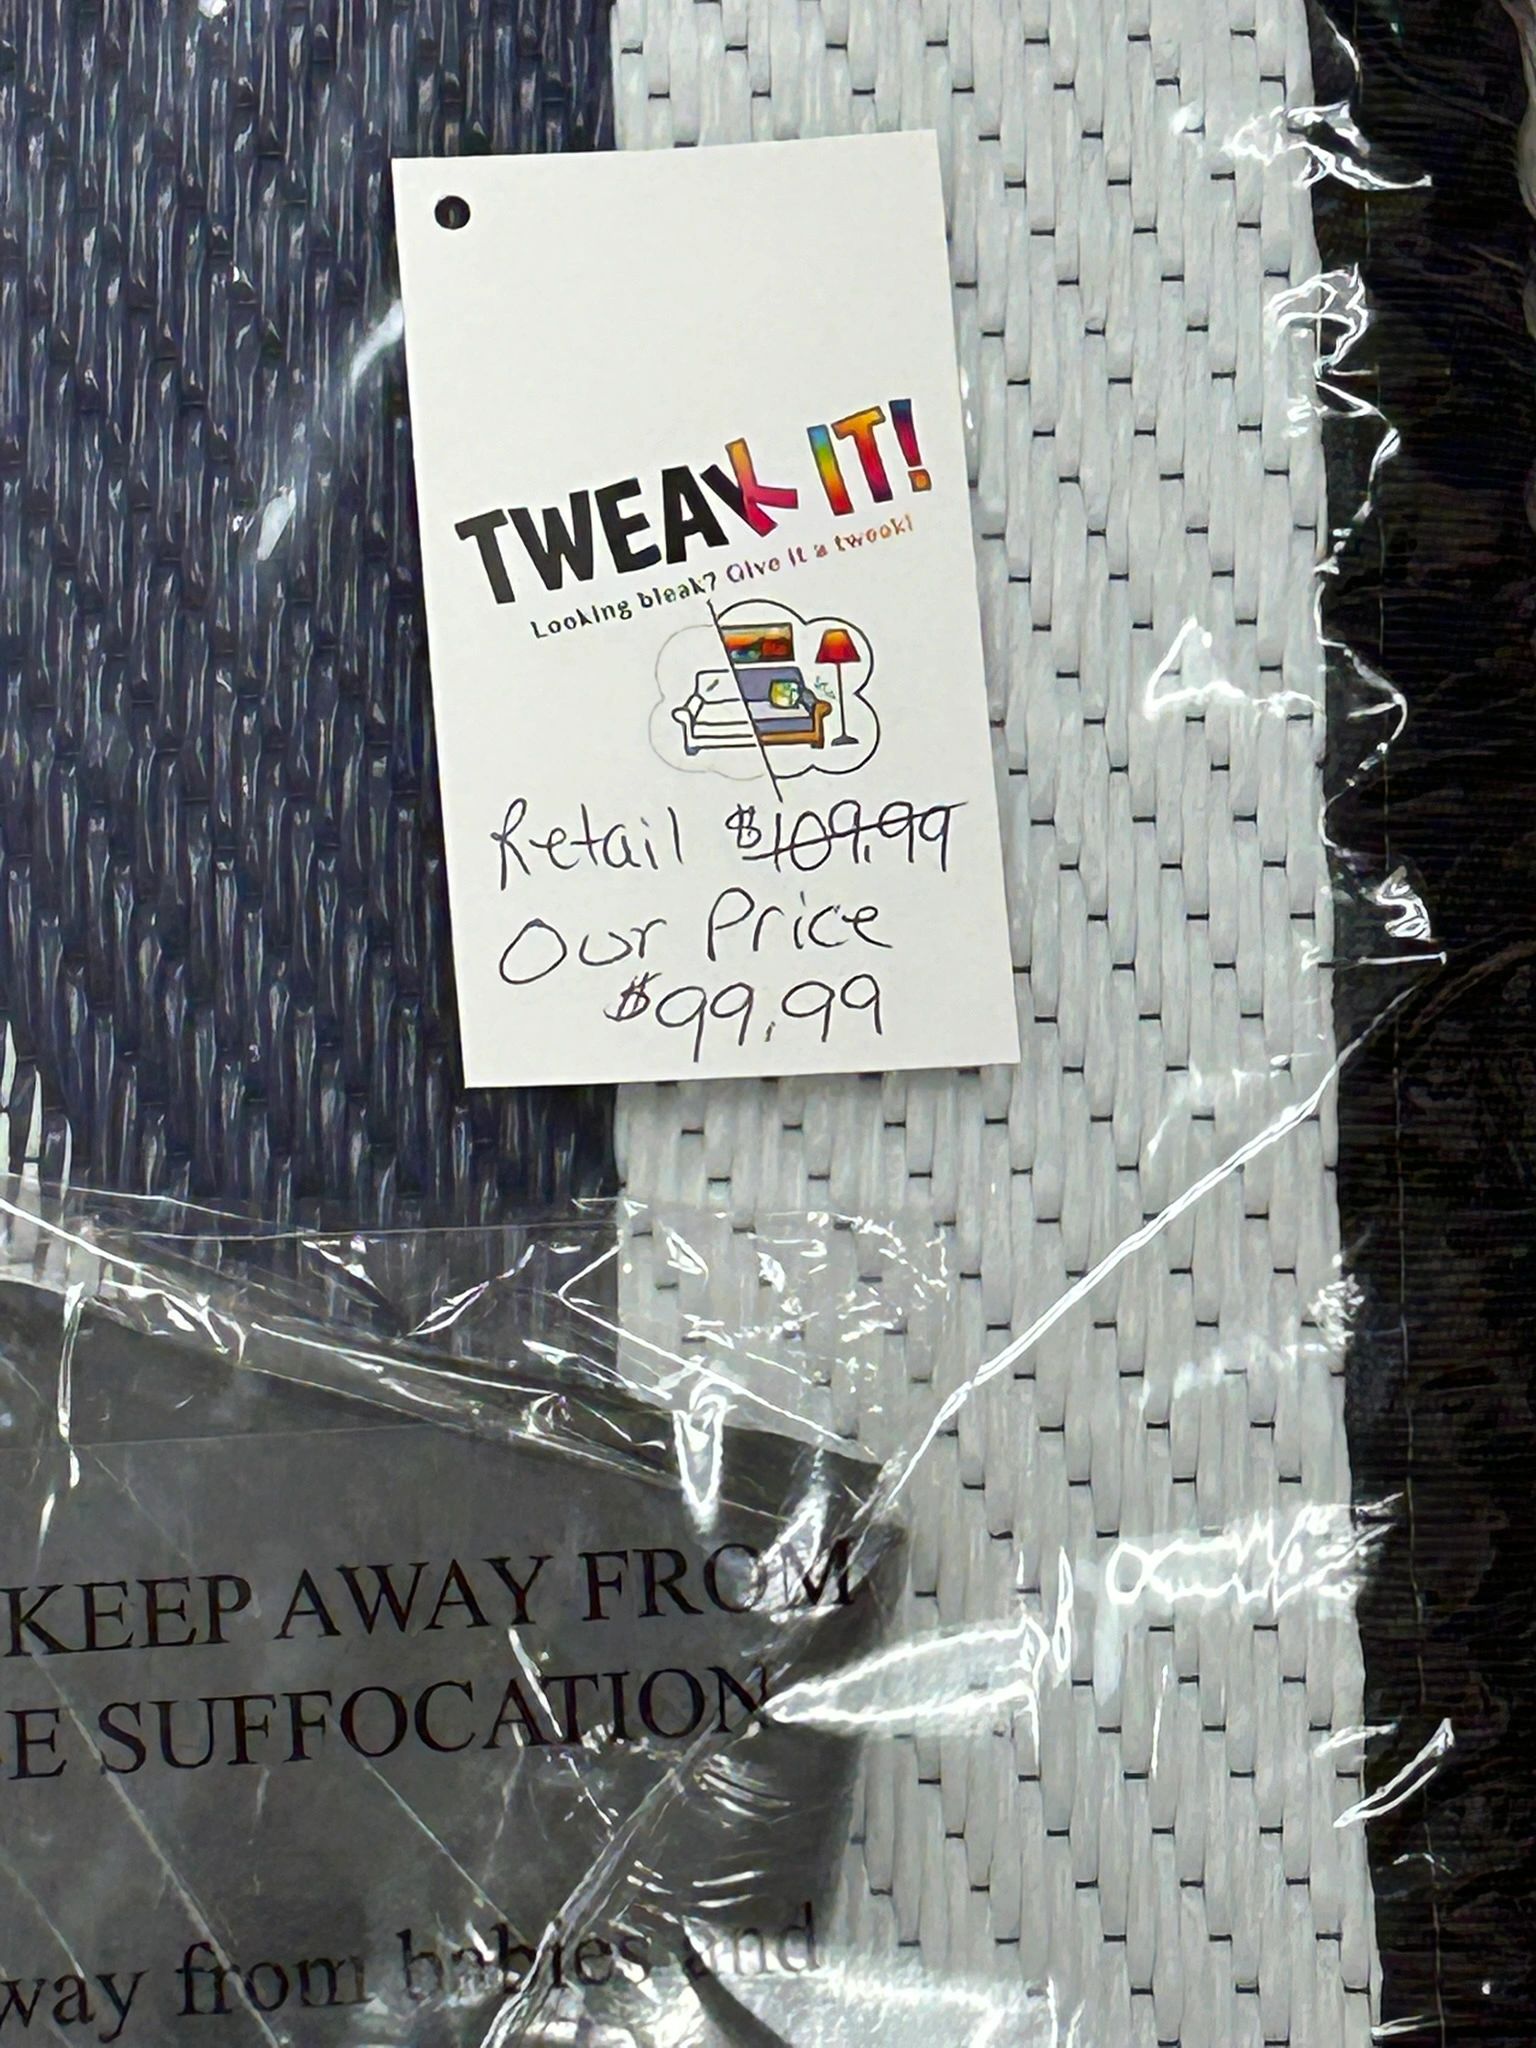 TWEAK IT!
Looking bleak? Give it a tweak!
Retail $109.99
Our Price
$99.99
KEEP AWAY FROM
E SUFFOCATION
way from babies and